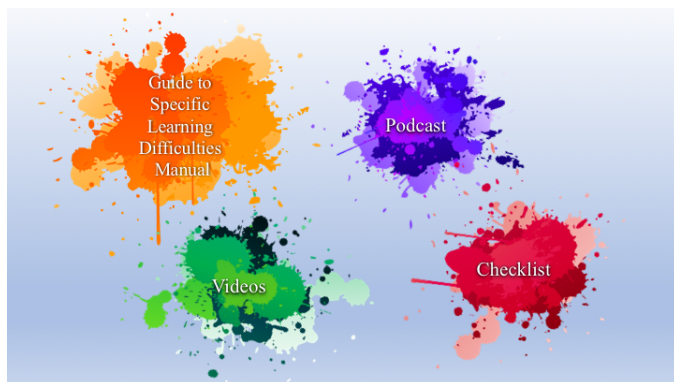 Guide to
Specific
Learning
Difficulties
Manual
Podcast
Videos
Checklist